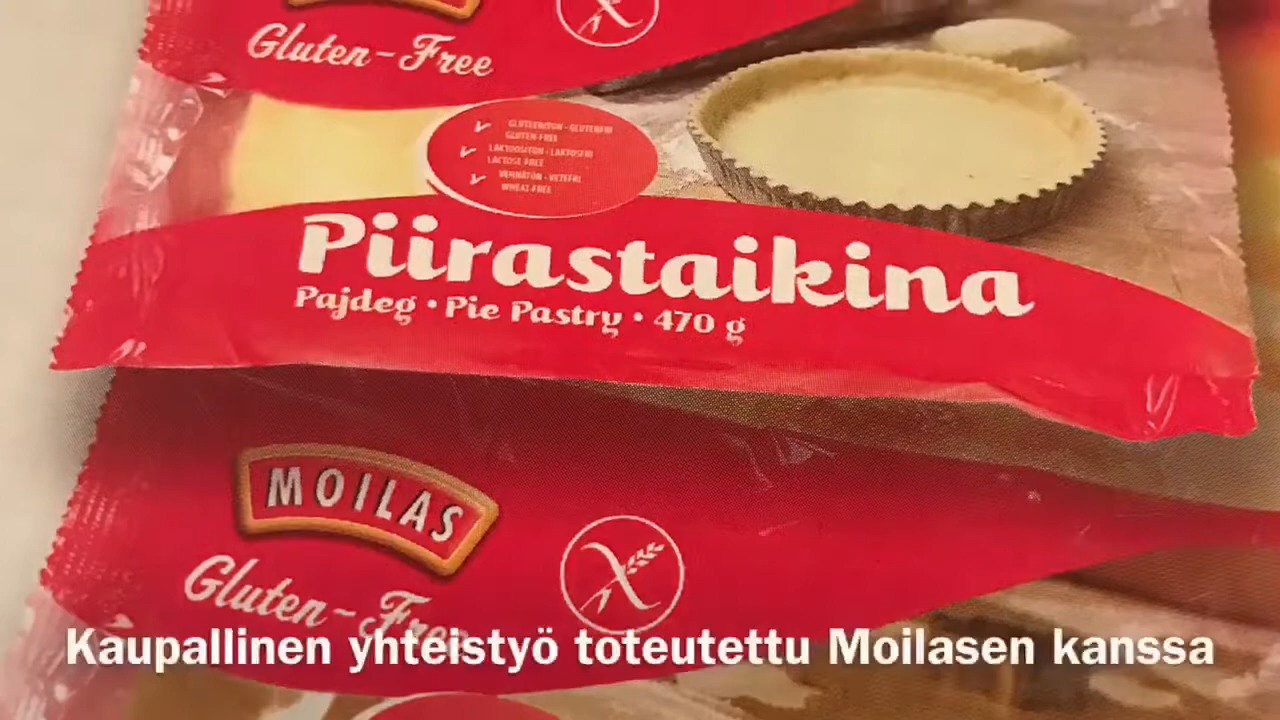 Gluten-Free
GLUTEENITON - GLUTENFRI
GLUTEN-FREE
LAKTOOSITON - LAKTOSFRI
LACTOSE-FREE
VEHNÄTÖN - VETEFRI
WHEAT-FREE
Piirastaikina
Pajdeg • Pie Pastry • 470 g
MOILAS
Gluten-Free
Kaupallinen yhteistyö toteutettu Moilasen kanssa